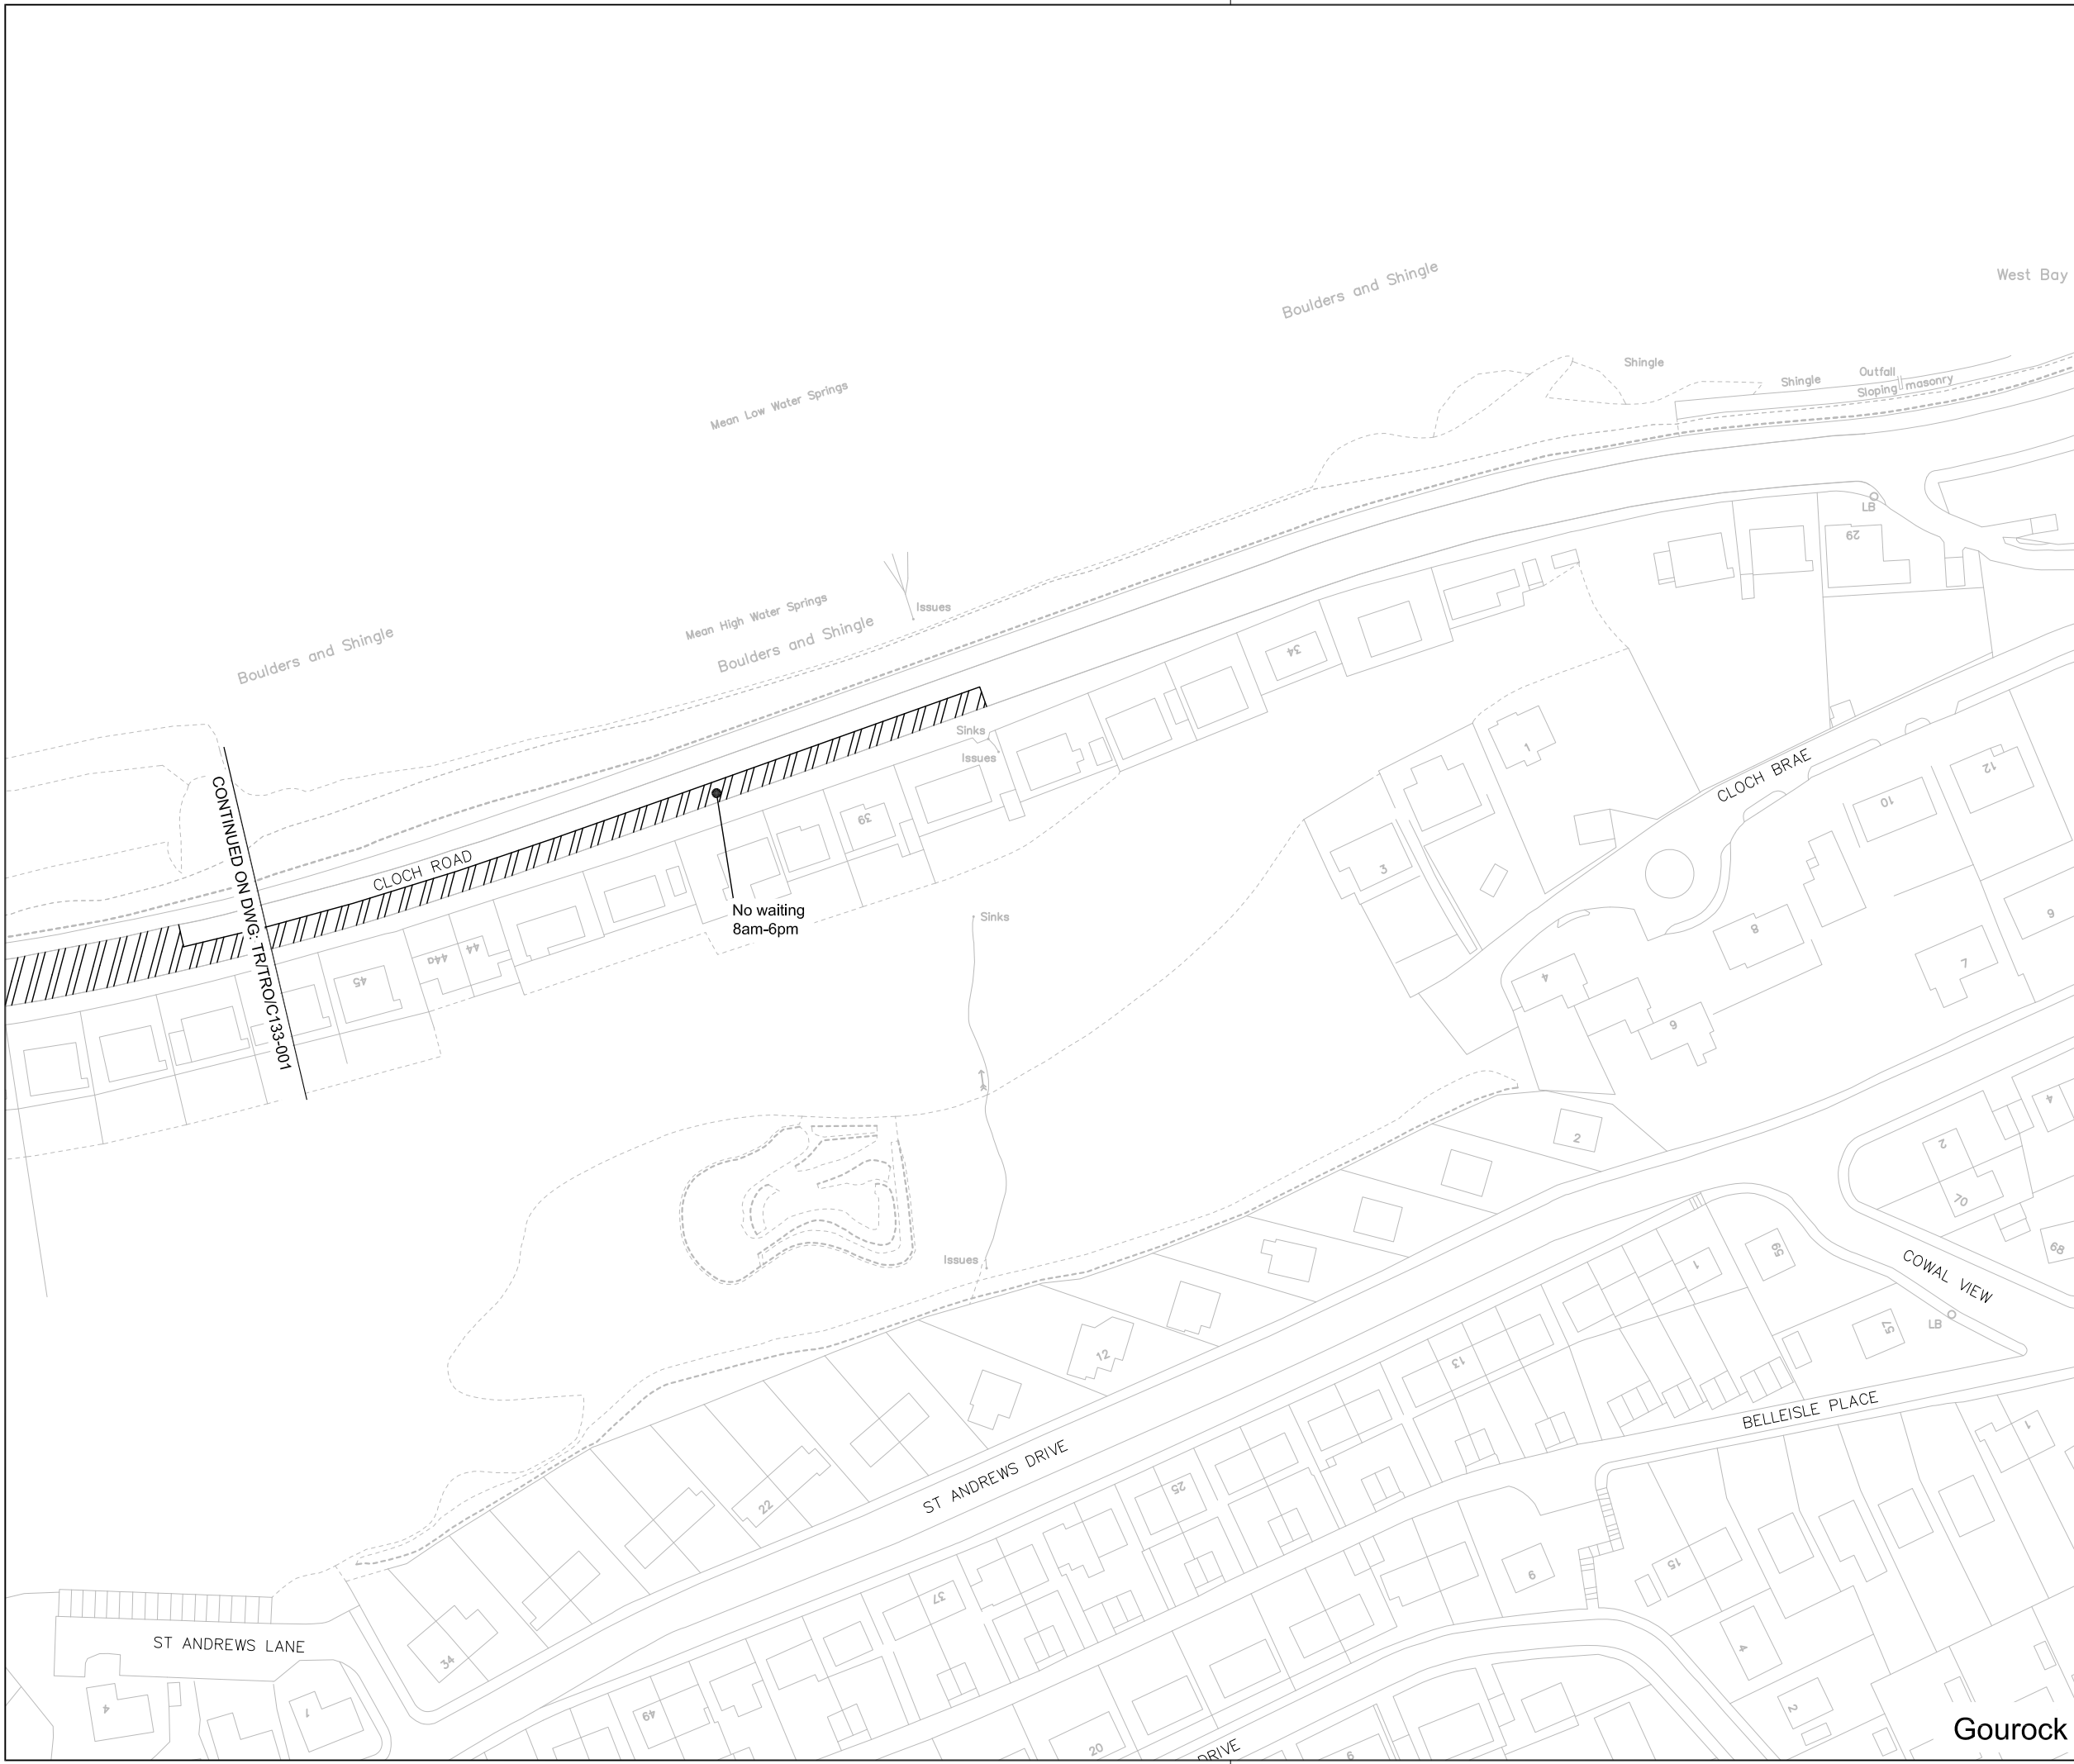 West Bay
Boulders and Shingle
Shingle
Outfall
Shingle
Sloping masonry
Mean Low Water Springs
LB
29
Issues
Mean High Water Springs
Boulders and Shingle
Boulders and Shingle
34
Sinks
Issues
1
CLOCH BRAE
12
10
CONTINUED ON DWG: TR/TRO/C133-001
CLOCH ROAD
39
3
No waiting
8am-6pm
Sinks
8
9
7
44
44a
45
4
6
4
2
2
70
68
Issues
1
59
COWAL VIEW
LB
57
12
13
BELLEISLE PLACE
1
ST ANDREWS DRIVE
25
22
15
9
37
ST ANDREWS LANE
34
4
4
1
49
2
20
DRIVE
6
Gourock